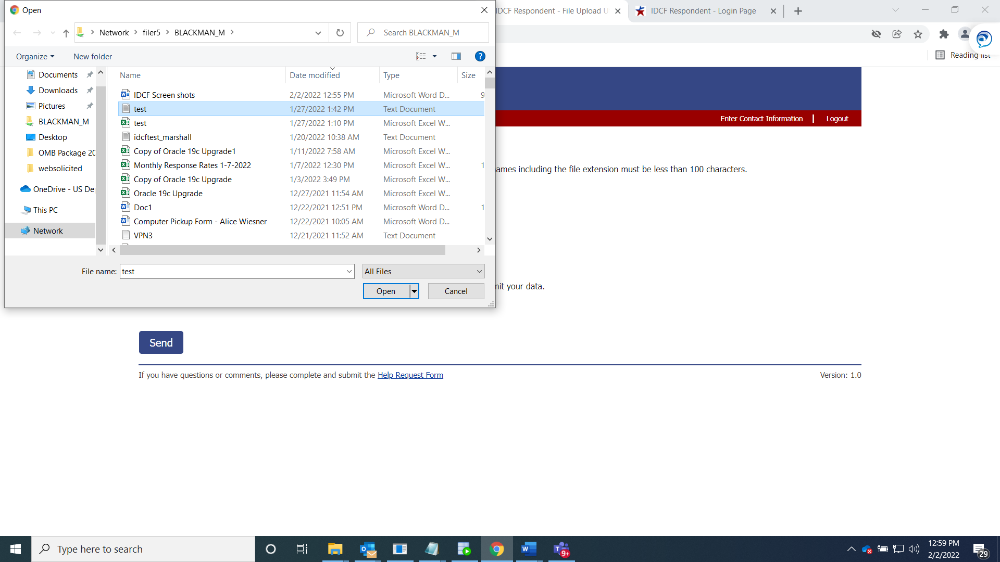 Open
IDCF Respondent - File Upload U
IDCF Respondent - Login Page
Network > filer5 > BLACKMAN_M >
Search BLACKMAN_M
Organize
New folder
Reading list
Documents
Downloads
Pictures
BLACKMAN_M
Desktop
OMB Package 20
websolicited
OneDrive - US De
This PC
Network
Name Date modified Type Size
IDCF Screen shots 2/2/2022 12:55 PM Microsoft Word D... 9
test 1/27/2022 1:42 PM Text Document
test 1/27/2022 1:10 PM Microsoft Excel W...
idcftest_marshall 1/20/2022 10:38 AM Text Document
Copy of Oracle 19c Upgrade1 1/11/2022 7:58 AM Microsoft Excel W...
Monthly Response Rates 1-7-2022 1/7/2022 12:30 PM Microsoft Excel W... 1
Copy of Oracle 19c Upgrade 1/3/2022 3:49 PM Microsoft Excel W...
Oracle 19c Upgrade 12/27/2021 11:54 AM Microsoft Excel W...
Doc1 12/22/2021 12:51 PM Microsoft Word D... 1
Computer Pickup Form - Alice Wiesner 12/22/2021 10:05 AM Microsoft Word D...
VPN3 12/21/2021 11:52 AM Text Document
File name: test
All Files
Open
Cancel
Enter Contact Information | Logout
ames including the file extension must be less than 100 characters.
mit your data.
Send
If you have questions or comments, please complete and submit the Help Request Form
Version: 1.0
Type here to search
9+
12:59 PM
2/2/2022
29